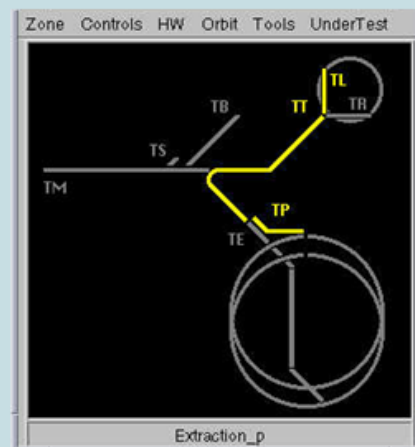 Zone Controls HW Orbit Tools UnderTest
TL
TB TT TR
TS
TM
TP
TE
Extraction_p